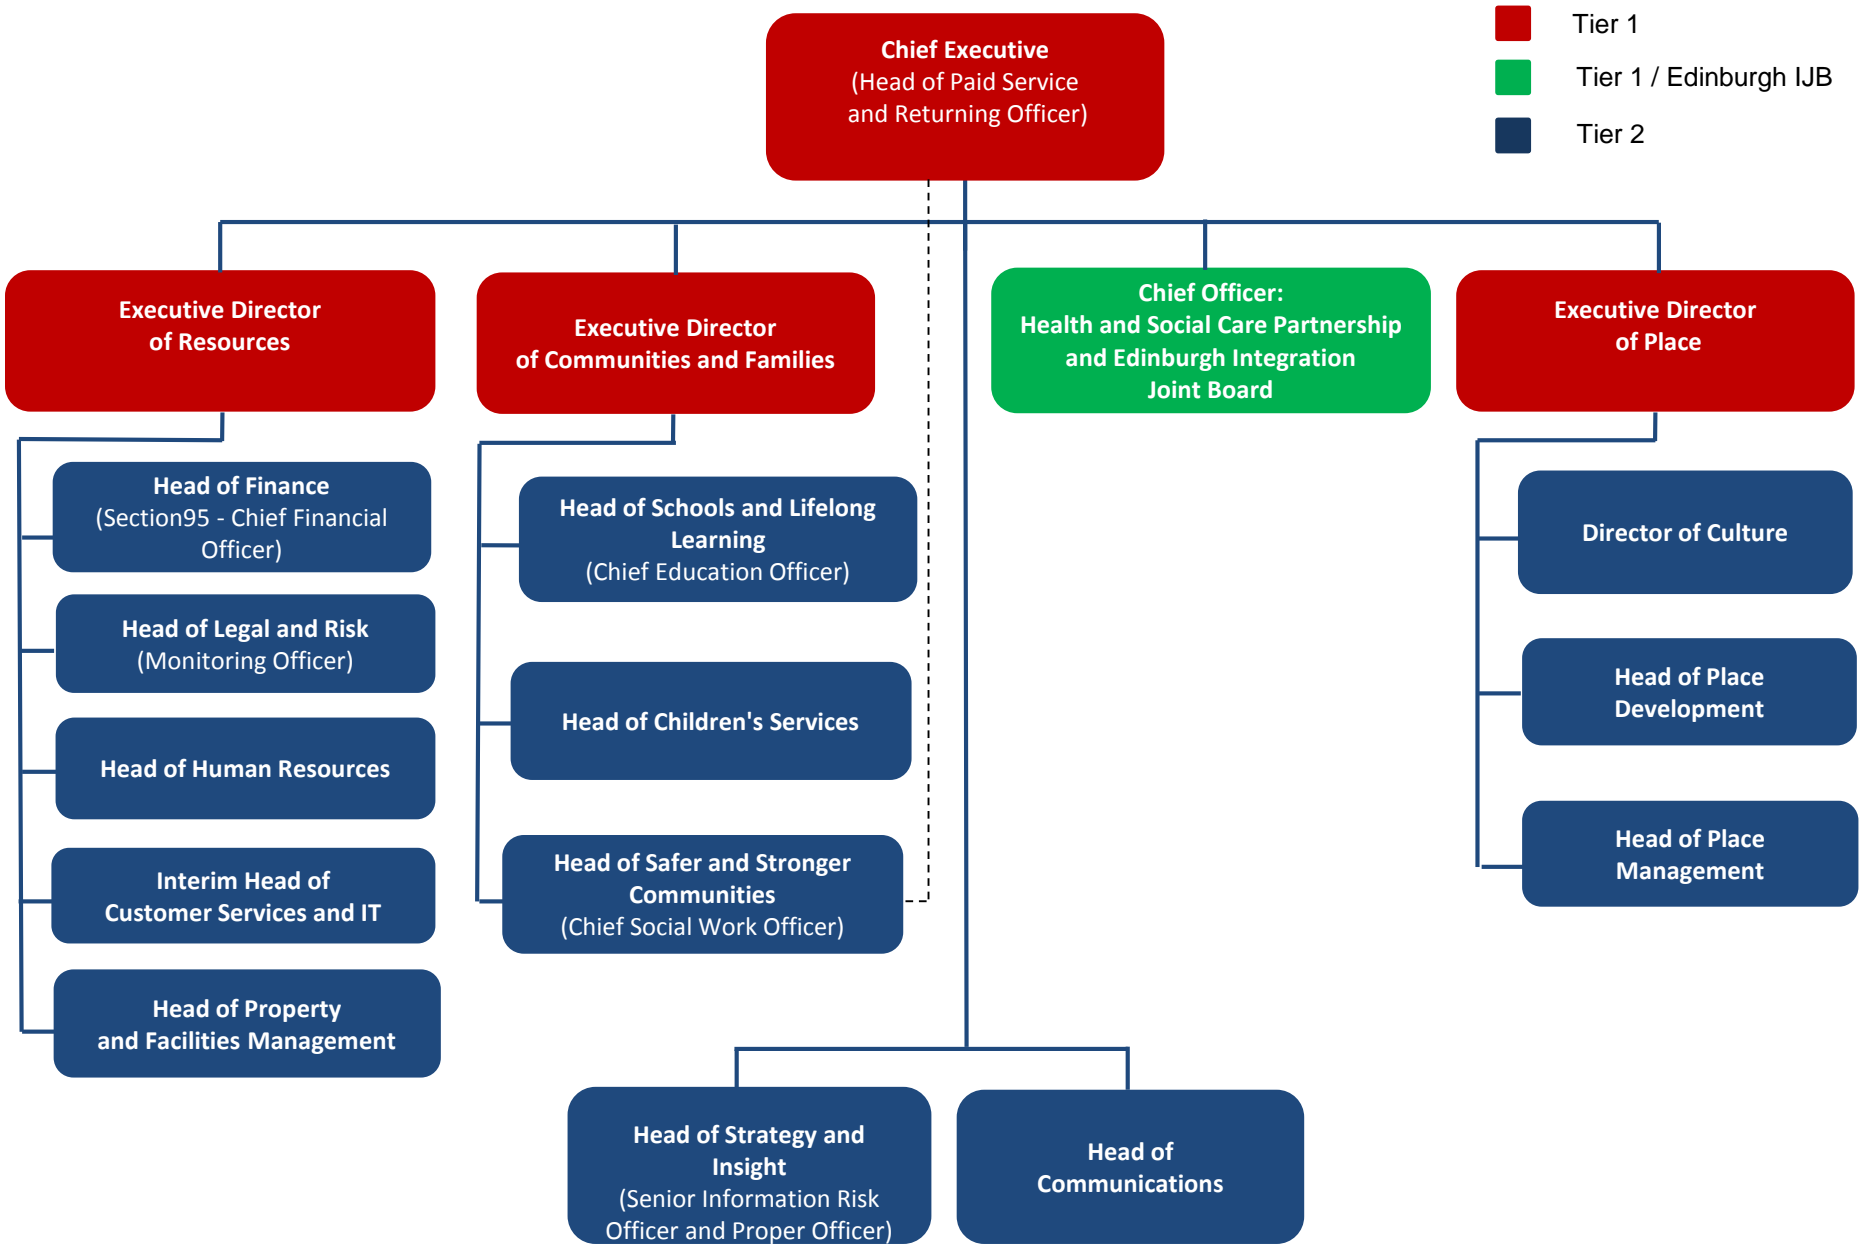 Chief Executive
(Head of Paid Service
and Returning Officer)
Tier 1
Tier 1 / Edinburgh IJB
Tier 2
Executive Director
of Resources
Executive Director
of Communities and Families
Chief Officer:
Health and Social Care Partnership
and Edinburgh Integration
Joint Board
Executive Director
of Place
Head of Finance
(Section95 - Chief Financial
Officer)
Head of Legal and Risk
(Monitoring Officer)
Head of Human Resources
Interim Head of
Customer Services and IT
Head of Property
and Facilities Management
Head of Schools and Lifelong
Learning
(Chief Education Officer)
Head of Children's Services
Head of Safer and Stronger
Communities
(Chief Social Work Officer)
Director of Culture
Head of Place
Development
Head of Place
Management
Head of Strategy and
Insight
(Senior Information Risk
Officer and Proper Officer)
Head of
Communications